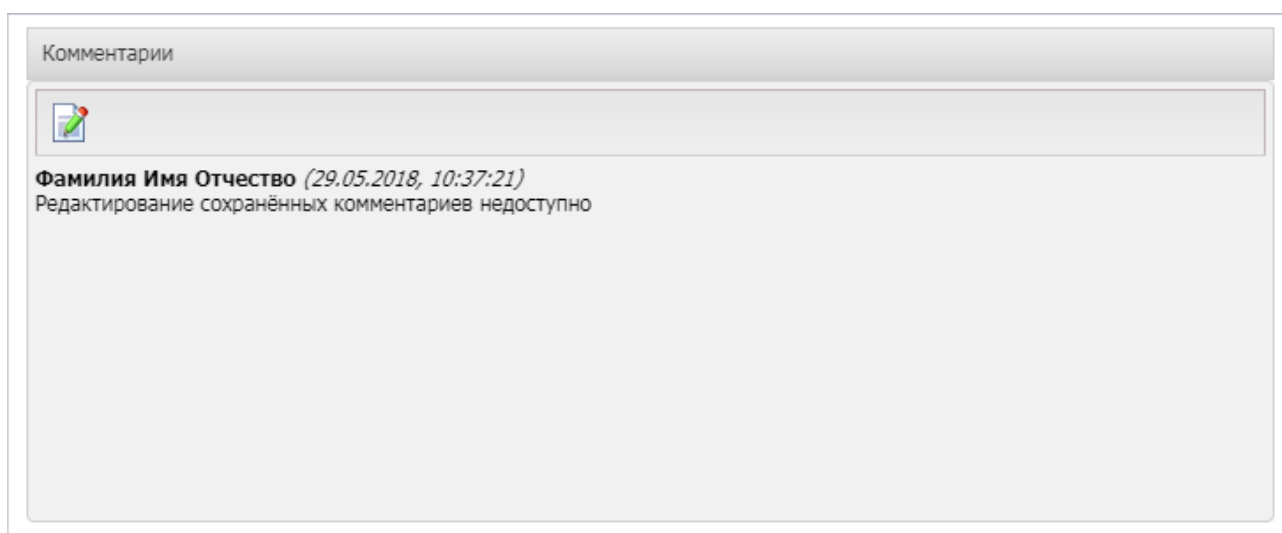 Комментарии
Фамилия Имя Отчество (29.05.2018, 10:37:21)
Редактирование сохранённых комментариев недоступно